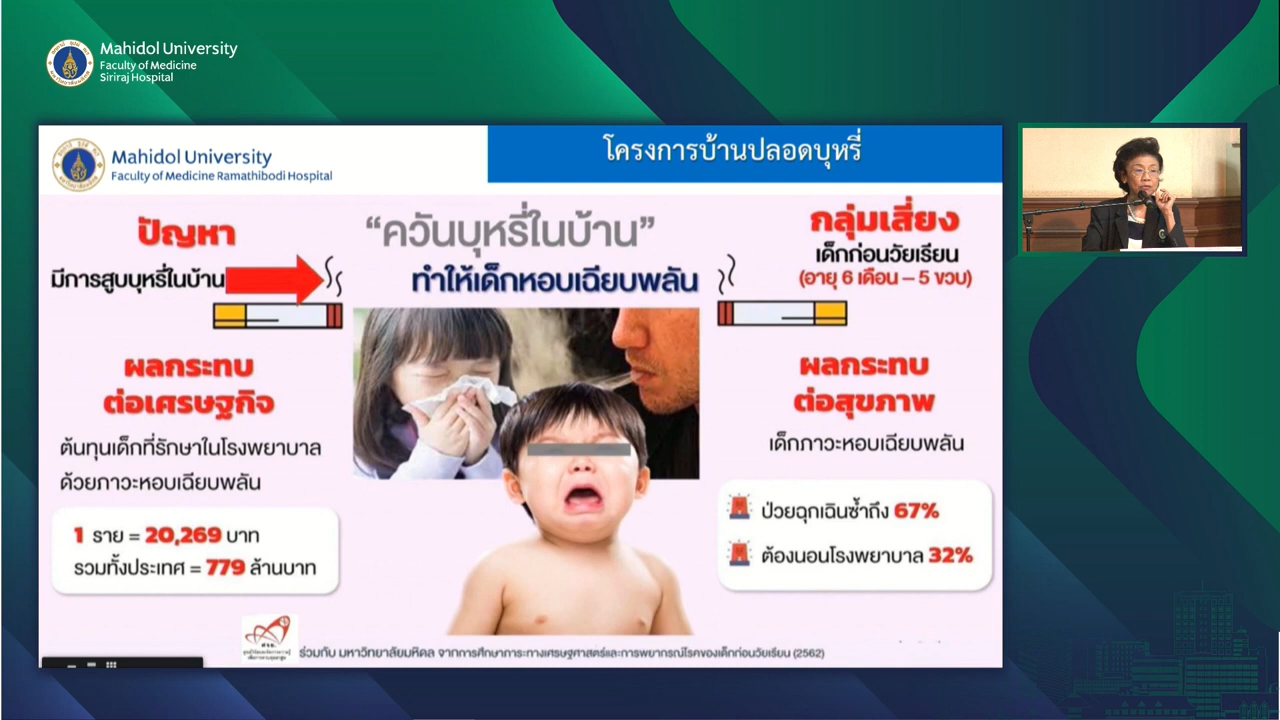 Mahidol University
Faculty of Medicine
Siriraj Hospital
Mahidol University
Faculty of Medicine Ramathibodi Hospital
โครงการบ้านปลอดบุหรี่
ปัญหา
มีการสูบบุหรี่ในบ้าน
“ควันบุหรี่ในบ้าน”
ทำให้เด็กหอบเฉียบพลัน
กลุ่มเสี่ยง
เด็กก่อนวัยเรียน
(อายุ 6 เดือน – 5 ขวบ)
ผลกระทบ
ต่อเศรษฐกิจ
ต้นทุนเด็กที่รักษาในโรงพยาบาล
ด้วยภาวะหอบเฉียบพลัน
1 ราย = 20,269 บาท
รวมทั้งประเทศ = 779 ล้านบาท
ผลกระทบ
ต่อสุขภาพ
เด็กภาวะหอบเฉียบพลัน
ป่วยฉุกเฉินซ้ำถึง 67%
ต้องนอนโรงพยาบาล 32%
ศจย.
ร่วมกับ มหาวิทยาลัยมหิดล จากการศึกษาภาระทางเศรษฐศาสตร์และการพยากรณ์โรคของเด็กก่อนวัยเรียน (2562)